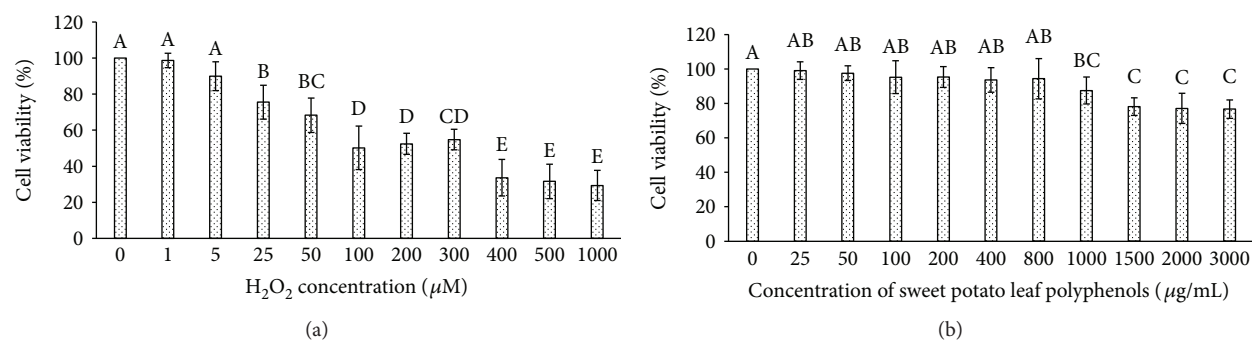 120
100
80
60
40
20
0
Cell viability (%)
A A A B BC D D CD E E E
0 1 5 25 50 100 200 300 400 500 1000
H₂O₂ concentration (μM)
(a)
120
100
80
60
40
20
0
Cell viability (%)
A AB AB AB AB AB AB BC C C C
0 25 50 100 200 400 800 1000 1500 2000 3000
Concentration of sweet potato leaf polyphenols (μg/mL)
(b)